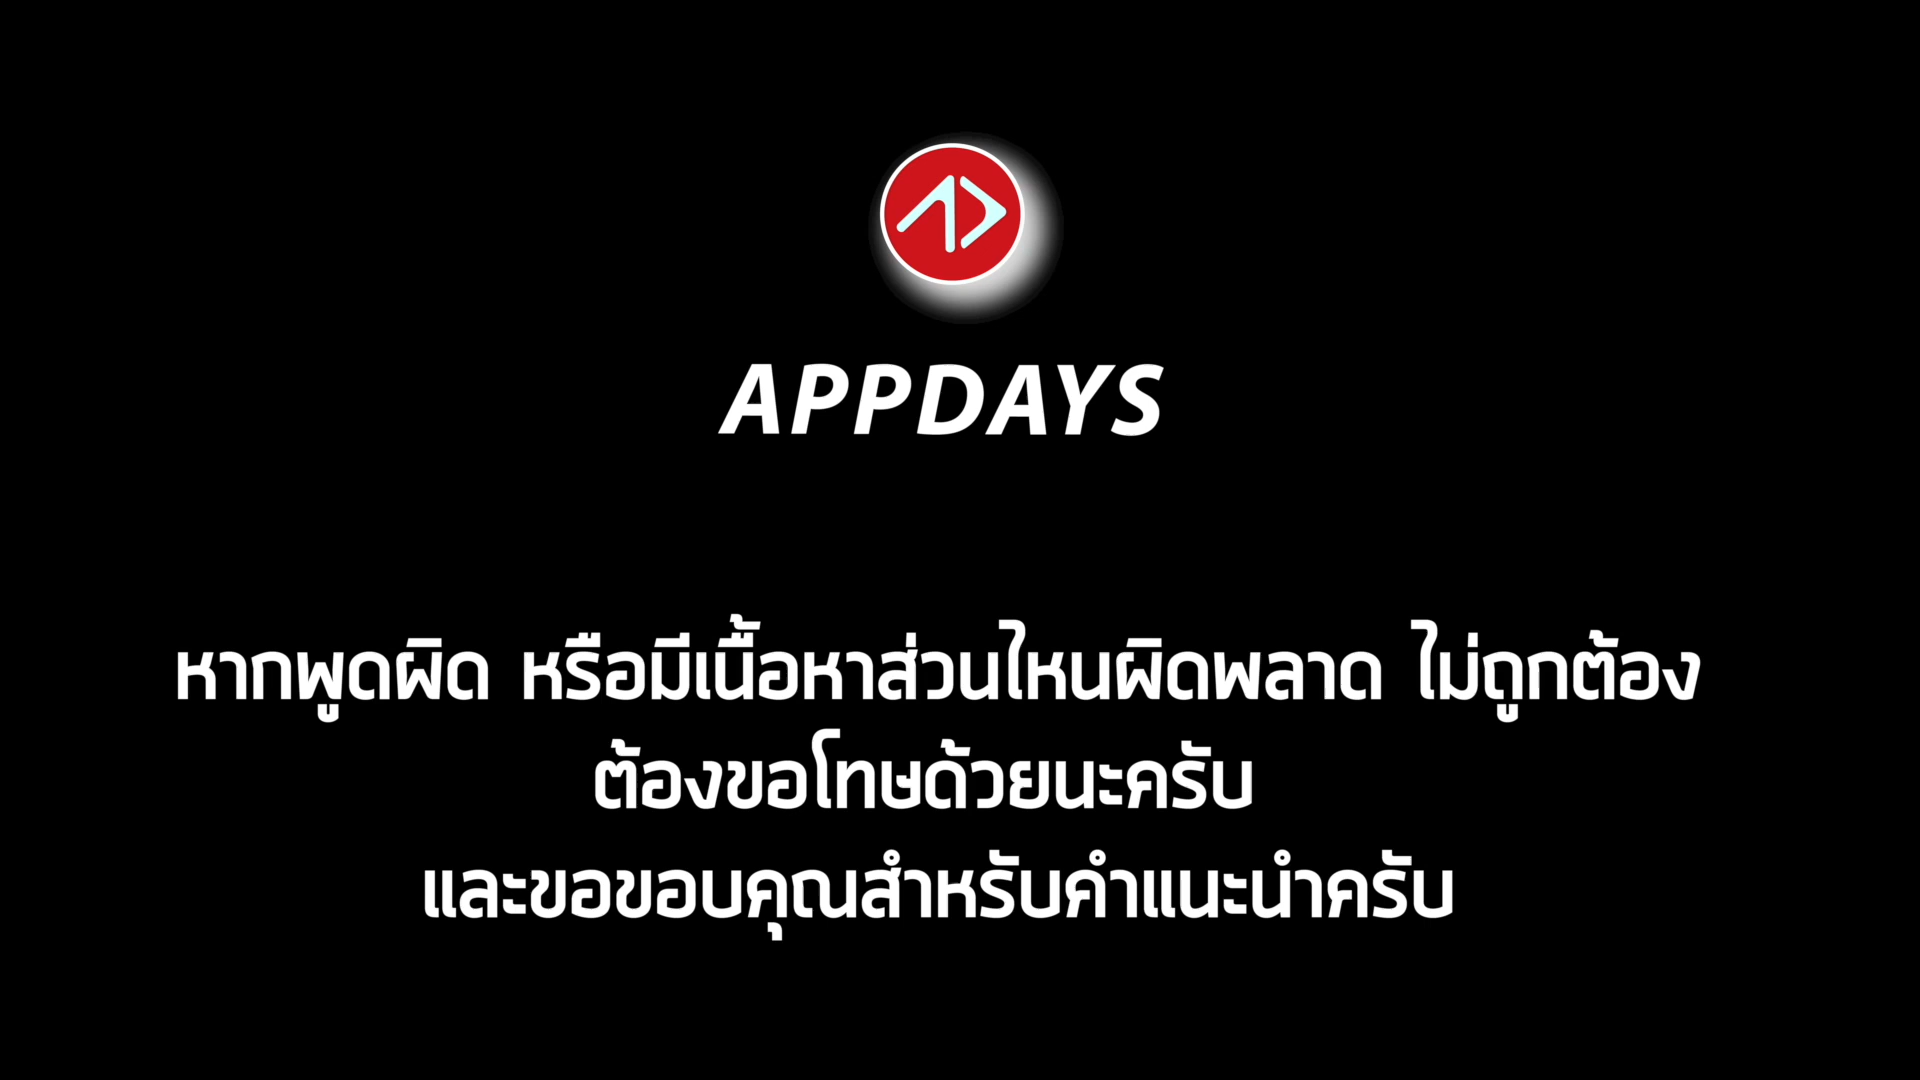 APPDAYS
หากพูดผิด หรือมีเนื้อหาส่วนไหนผิดพลาด ไม่ถูกต้อง
ต้องขอโทษด้วยนะครับ
และขอขอบคุณสำหรับคำแนะนำครับ